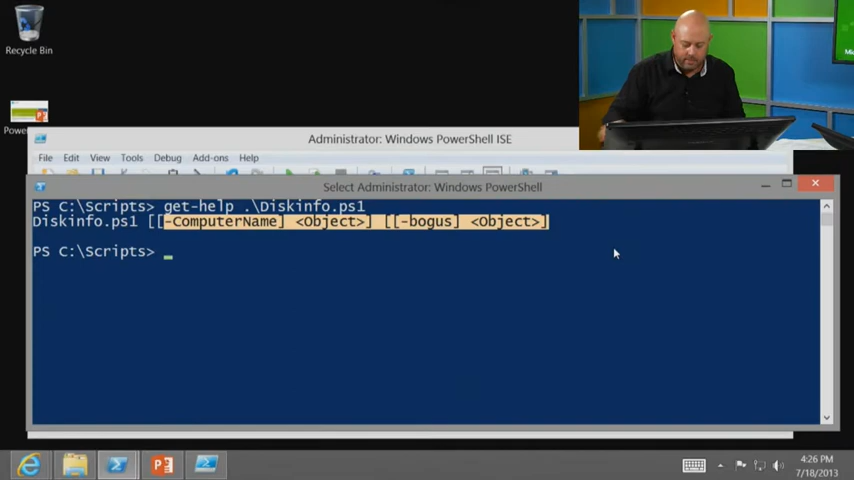 Recycle Bin
Mi
Power
Administrator: Windows PowerShell ISE
File Edit View Tools Debug Add-ons Help
Select Administrator: Windows PowerShell
PS C:\Scripts> get-help .\Diskinfo.ps1
Diskinfo.ps1 [[-ComputerName] <Object>] [[-bogus] <Object>]
PS C:\Scripts>
4:26 PM
7/18/2013